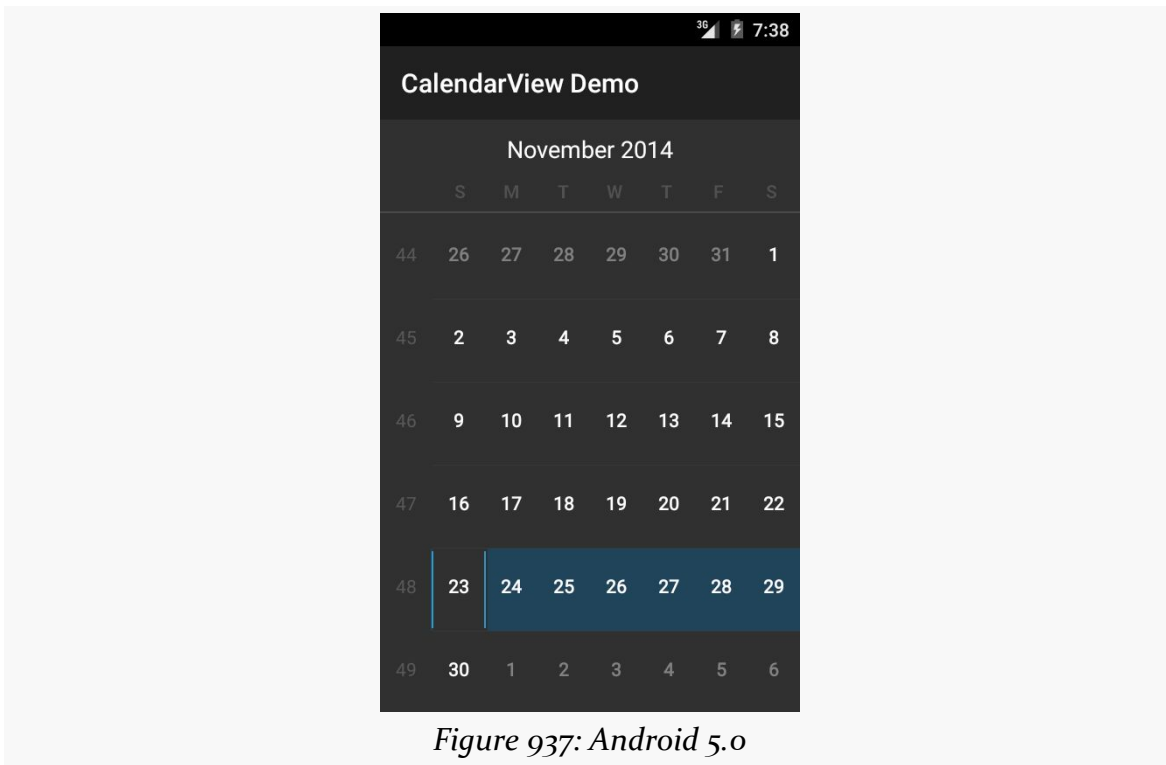 3G 7:38
CalendarView Demo
November 2014
S M T W T F S
44 26 27 28 29 30 31 1
45 2 3 4 5 6 7 8
46 9 10 11 12 13 14 15
47 16 17 18 19 20 21 22
48 23 24 25 26 27 28 29
49 30 1 2 3 4 5 6
Figure 937: Android 5.0